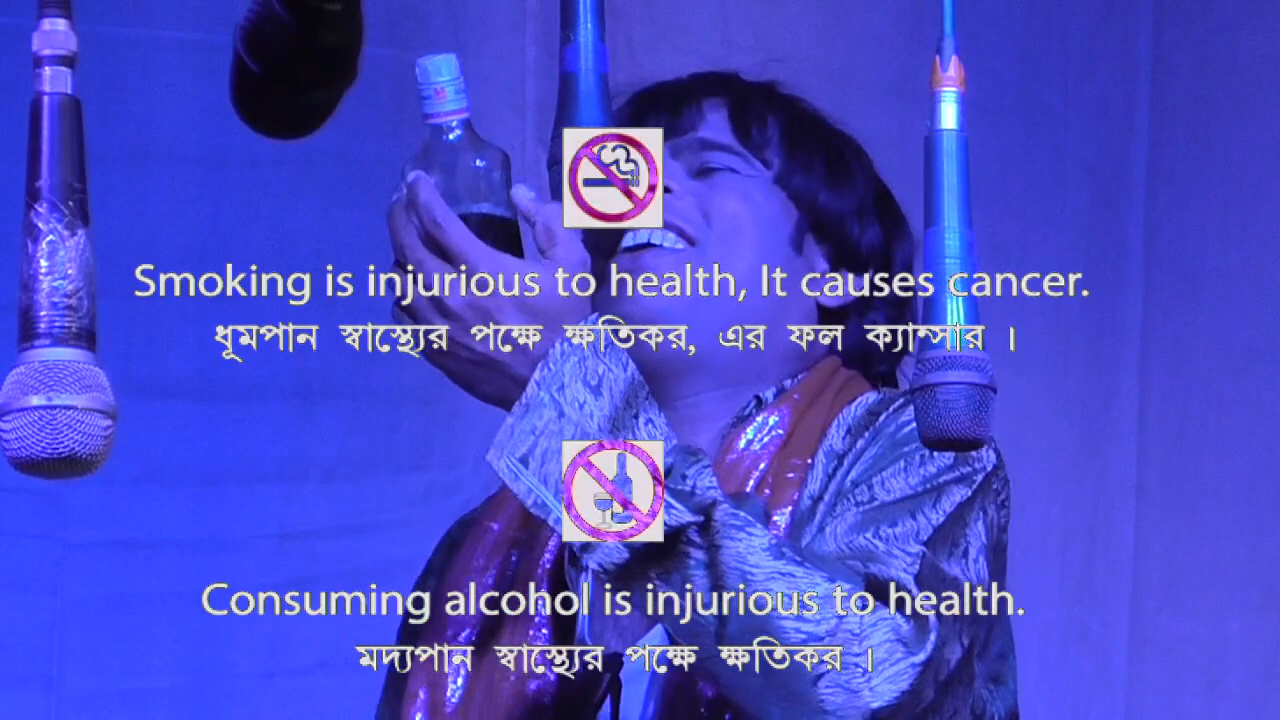 Smoking is injurious to health, It causes cancer.
ধূমপান স্বাস্থ্যের পক্ষে ক্ষতিকর, এর ফল ক্যান্সার ।
Consuming alcohol is injurious to health.
মদ্যপান স্বাস্থ্যের পক্ষে ক্ষতিকর ।